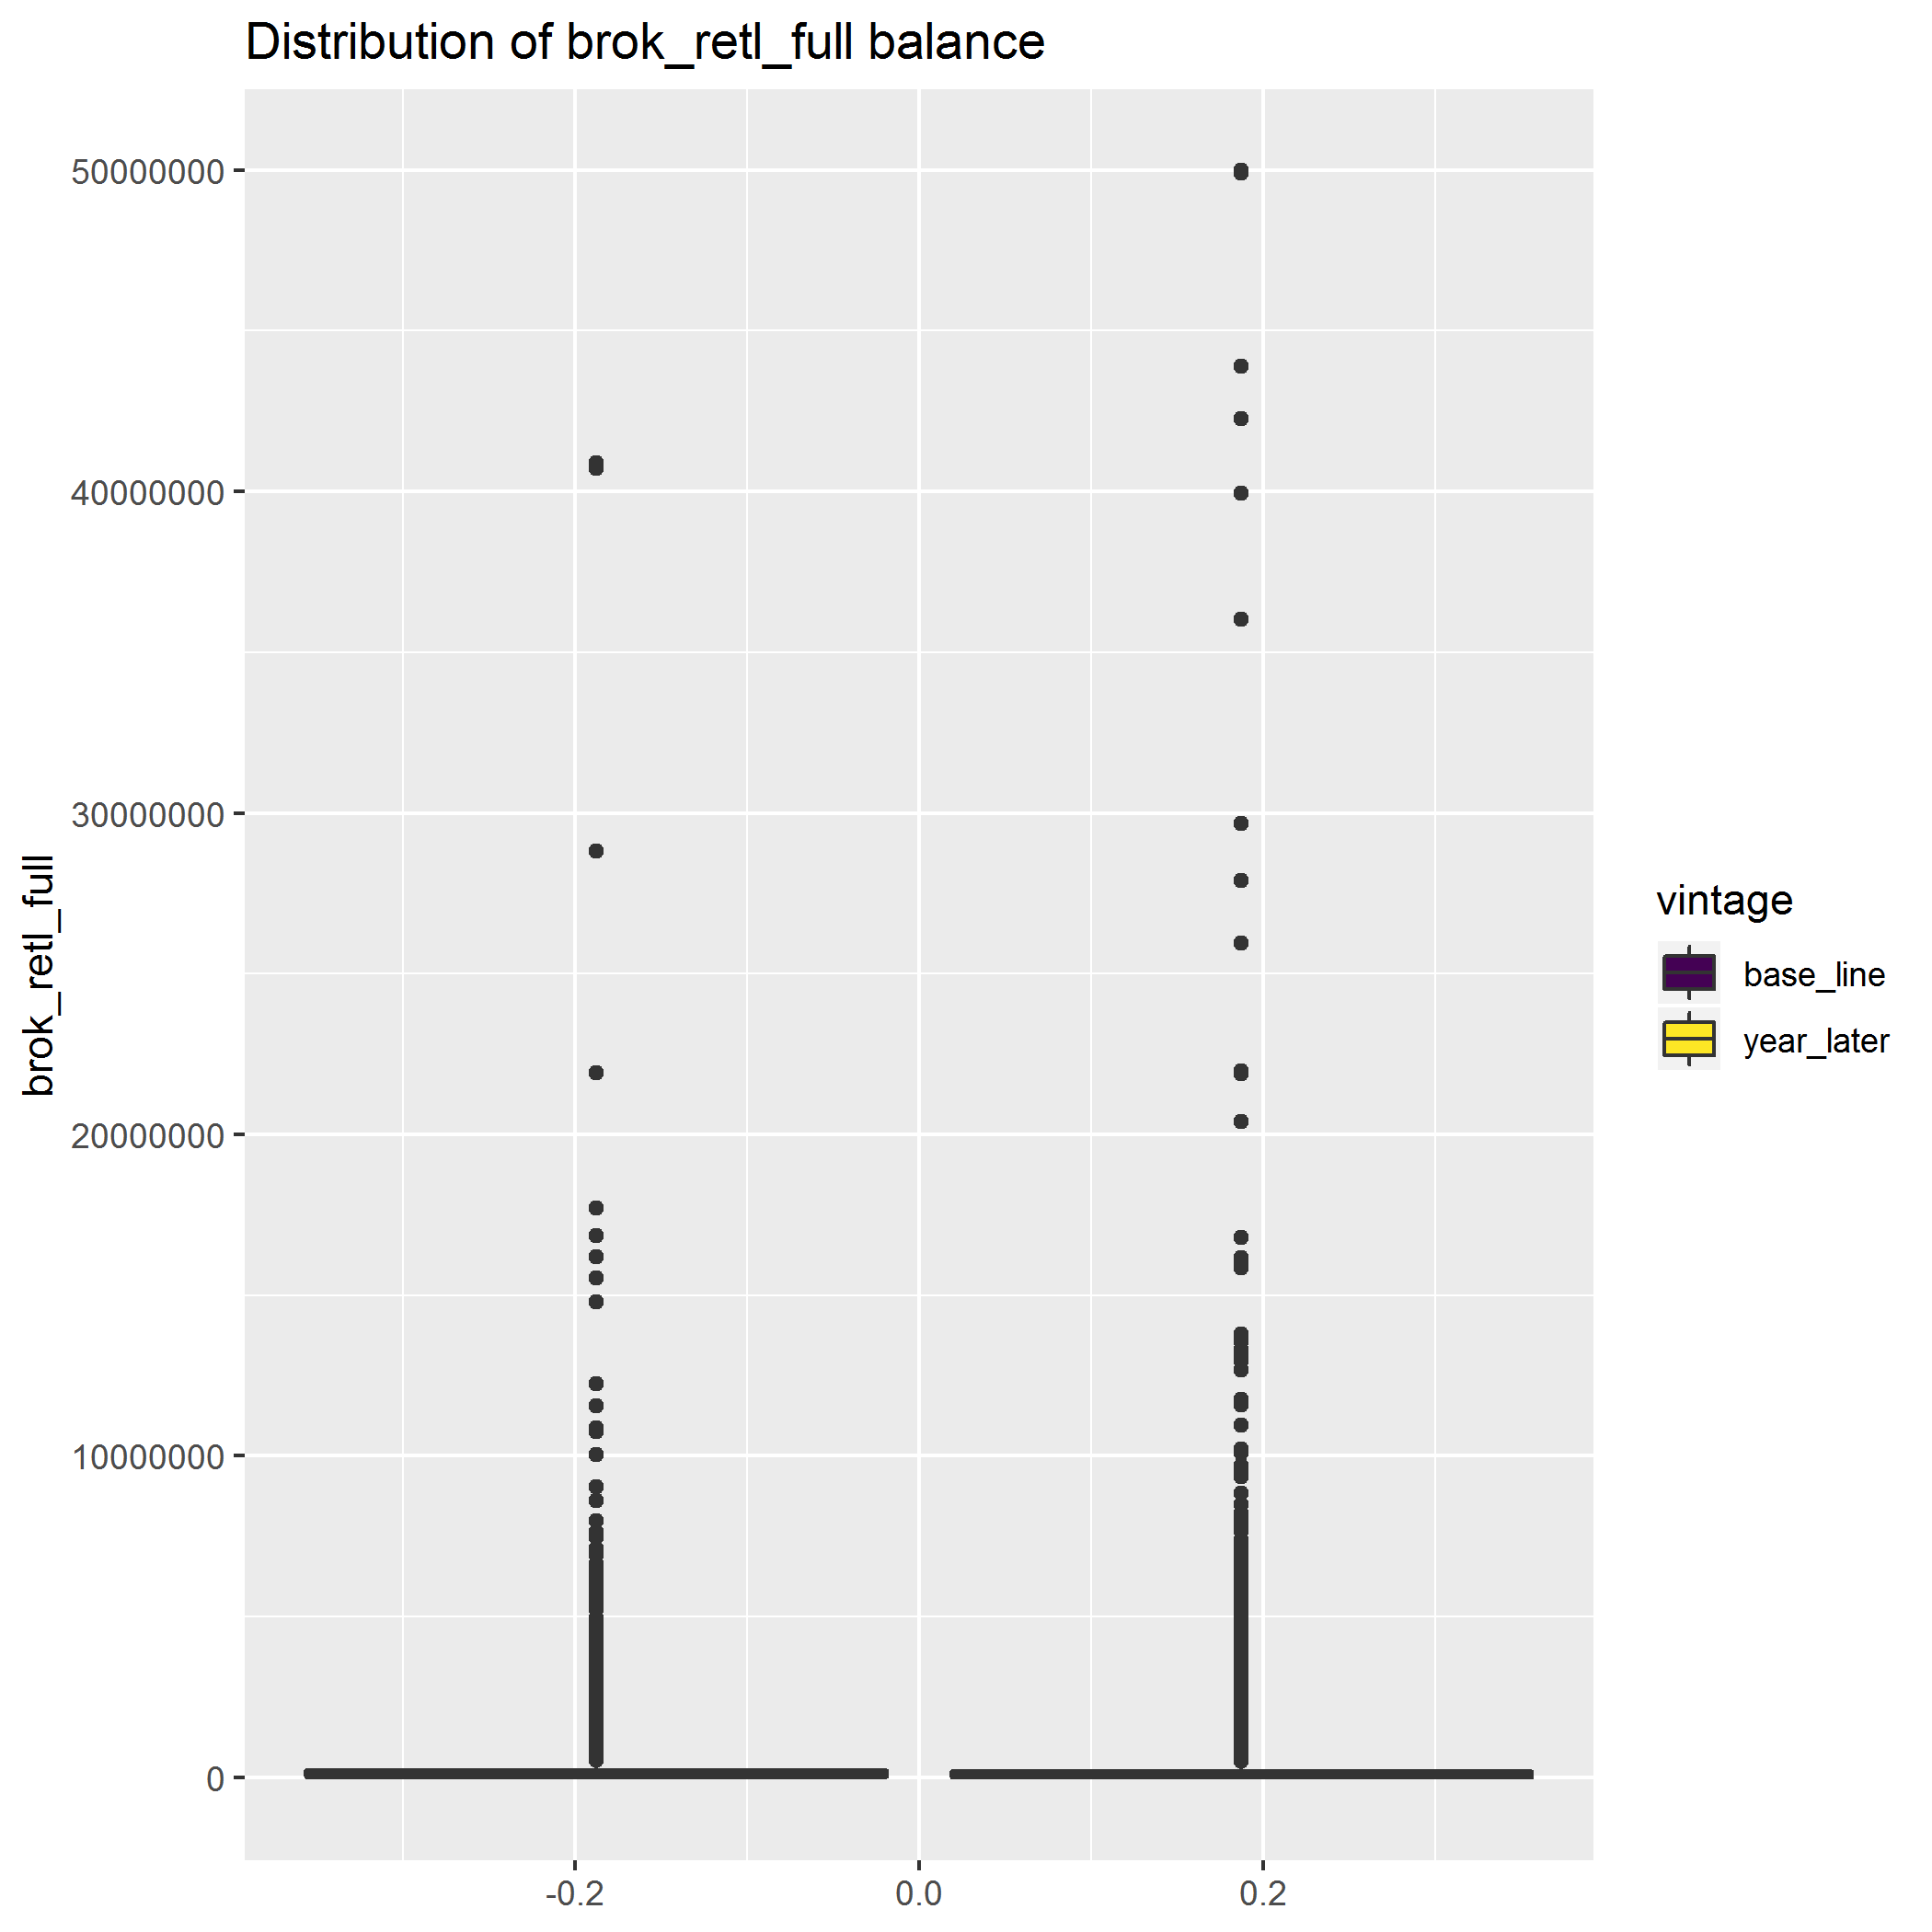 Distribution of brok_retl_full balance
50000000
40000000
30000000
20000000
10000000
0
brok_retl_full
-0.2
0.0
0.2
vintage
base_line
year_later